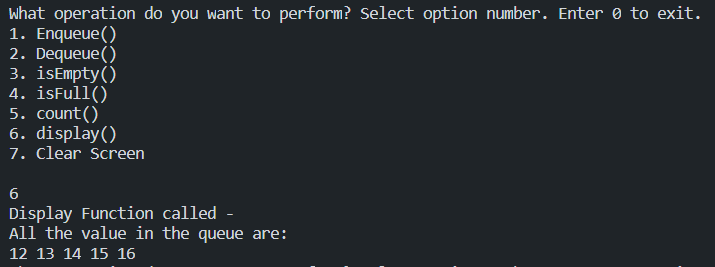 What operation do you want to perform? Select option number. Enter 0 to exit.
1. Enqueue()
2. Dequeue()
3. isEmpty()
4. isFull()
5. count()
6. display()
7. Clear Screen
6
Display Function called -
All the value in the queue are:
12 13 14 15 16